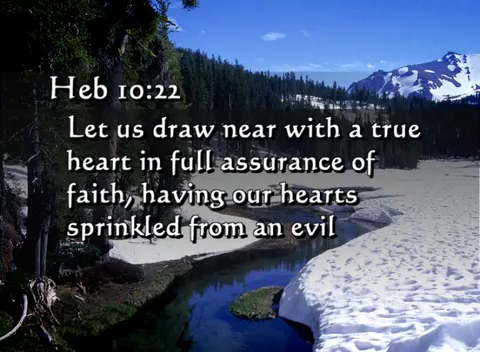 Heb 10:22
Let us draw near with a true
heart in full assurance of
faith, having our hearts
sprinkled from an evil